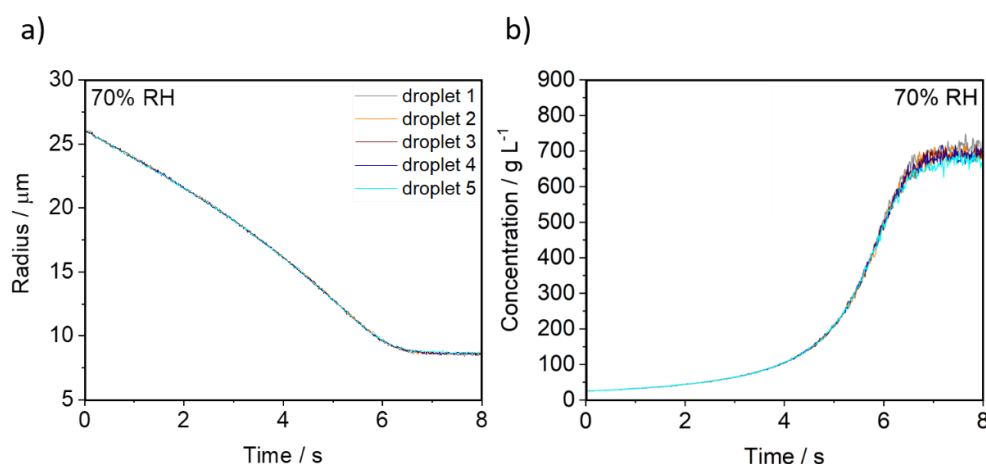 a)
30
25
20
15
10
5
Radius / μm
70% RH
droplet 1
droplet 2
droplet 3
droplet 4
droplet 5
0 2 4 6 8
Time / s
b)
900
800
700
600
500
400
300
200
100
0
Concentration / g L⁻¹
70% RH
0 2 4 6 8
Time / s